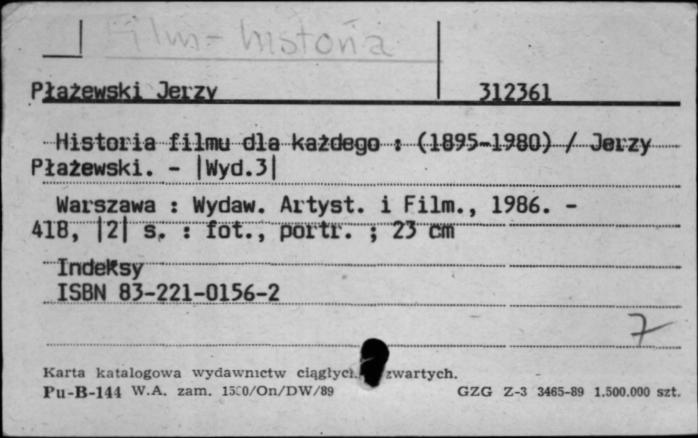 Film - historia
Płażewski Jerzy 312361
Historia filmu dla każdego : (1895-1980) / Jerzy
Płażewski. - |Wyd.3|
Warszawa : Wydaw. Artyst. i Film., 1986. -
418, |2| s. : fot., portr. ; 23 cm
Indeksy
ISBN 83-221-0156-2
7
Karta katalogowa wydawnictw ciągłyc zwartych.
Pu-B-144 W.A. zam. /On/DW/89 GZG Z-3 3465-89 1.500.000 szt.